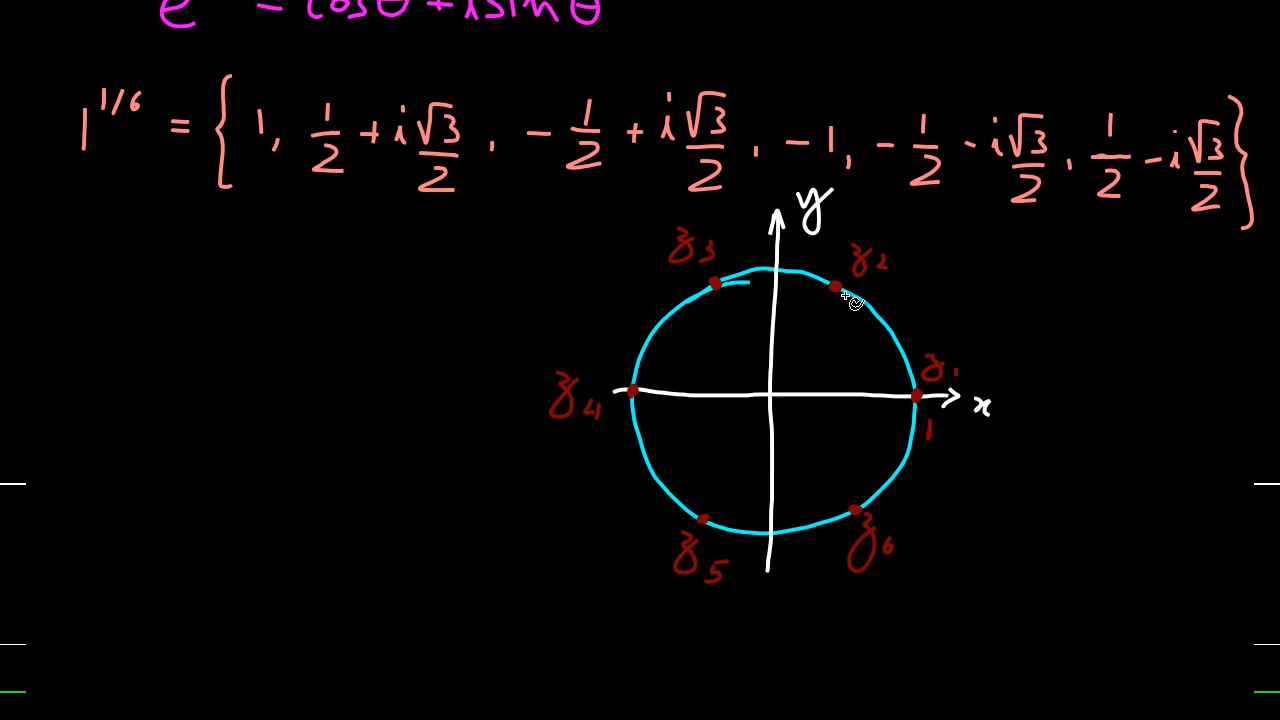 e = cosθ + i sin θ
1^{1/6} = { 1, 1/2 + i√3/2, -1/2 + i√3/2, -1, -1/2 - i√3/2, 1/2 - i√3/2 }
y
z3 z2
z4 z1
x
1
z5 z6